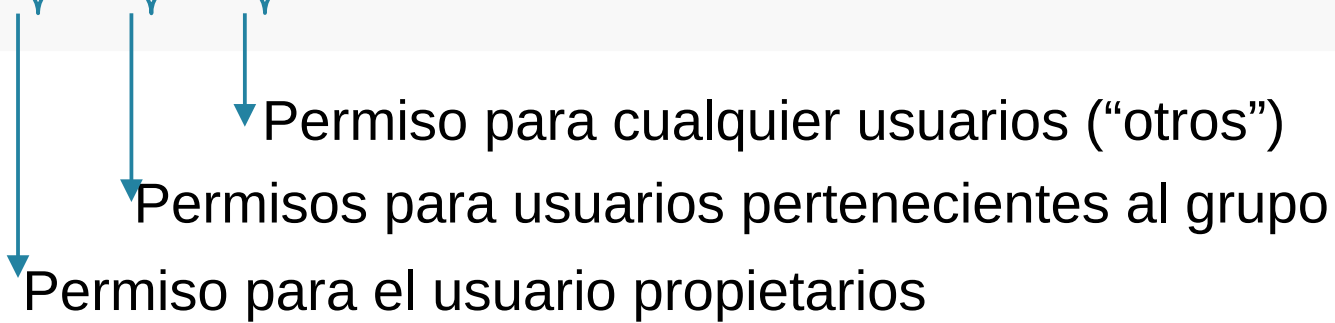 Permiso para cualquier usuarios (“otros”)
Permisos para usuarios pertenecientes al grupo
Permiso para el usuario propietarios